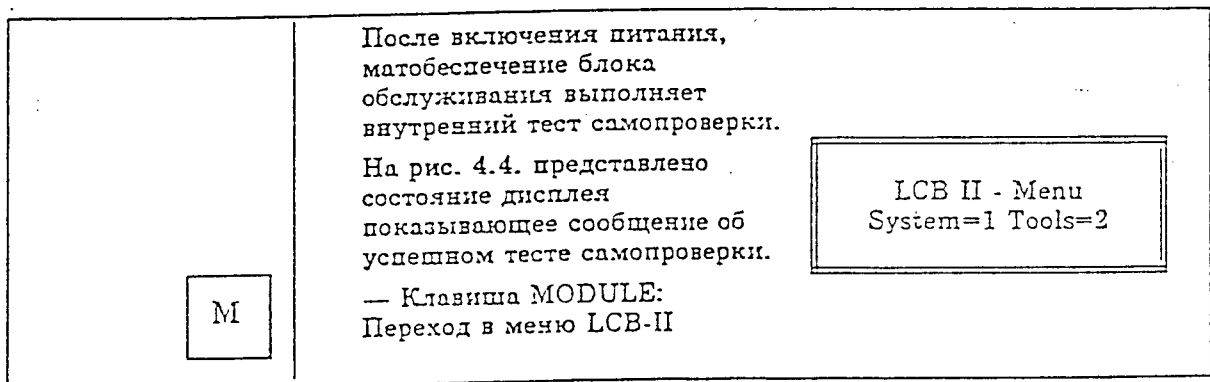 После включения питания,
матобеспечение блока
обслуживания выполняет
внутренний тест самопроверки.
На рис. 4.4. представлено
состояние дисплея
показывающее сообщение об
успешном тесте самопроверки.
LCB II - Menu
System=1 Tools=2
M
— Клавиша MODULE:
Переход в меню LCB-II